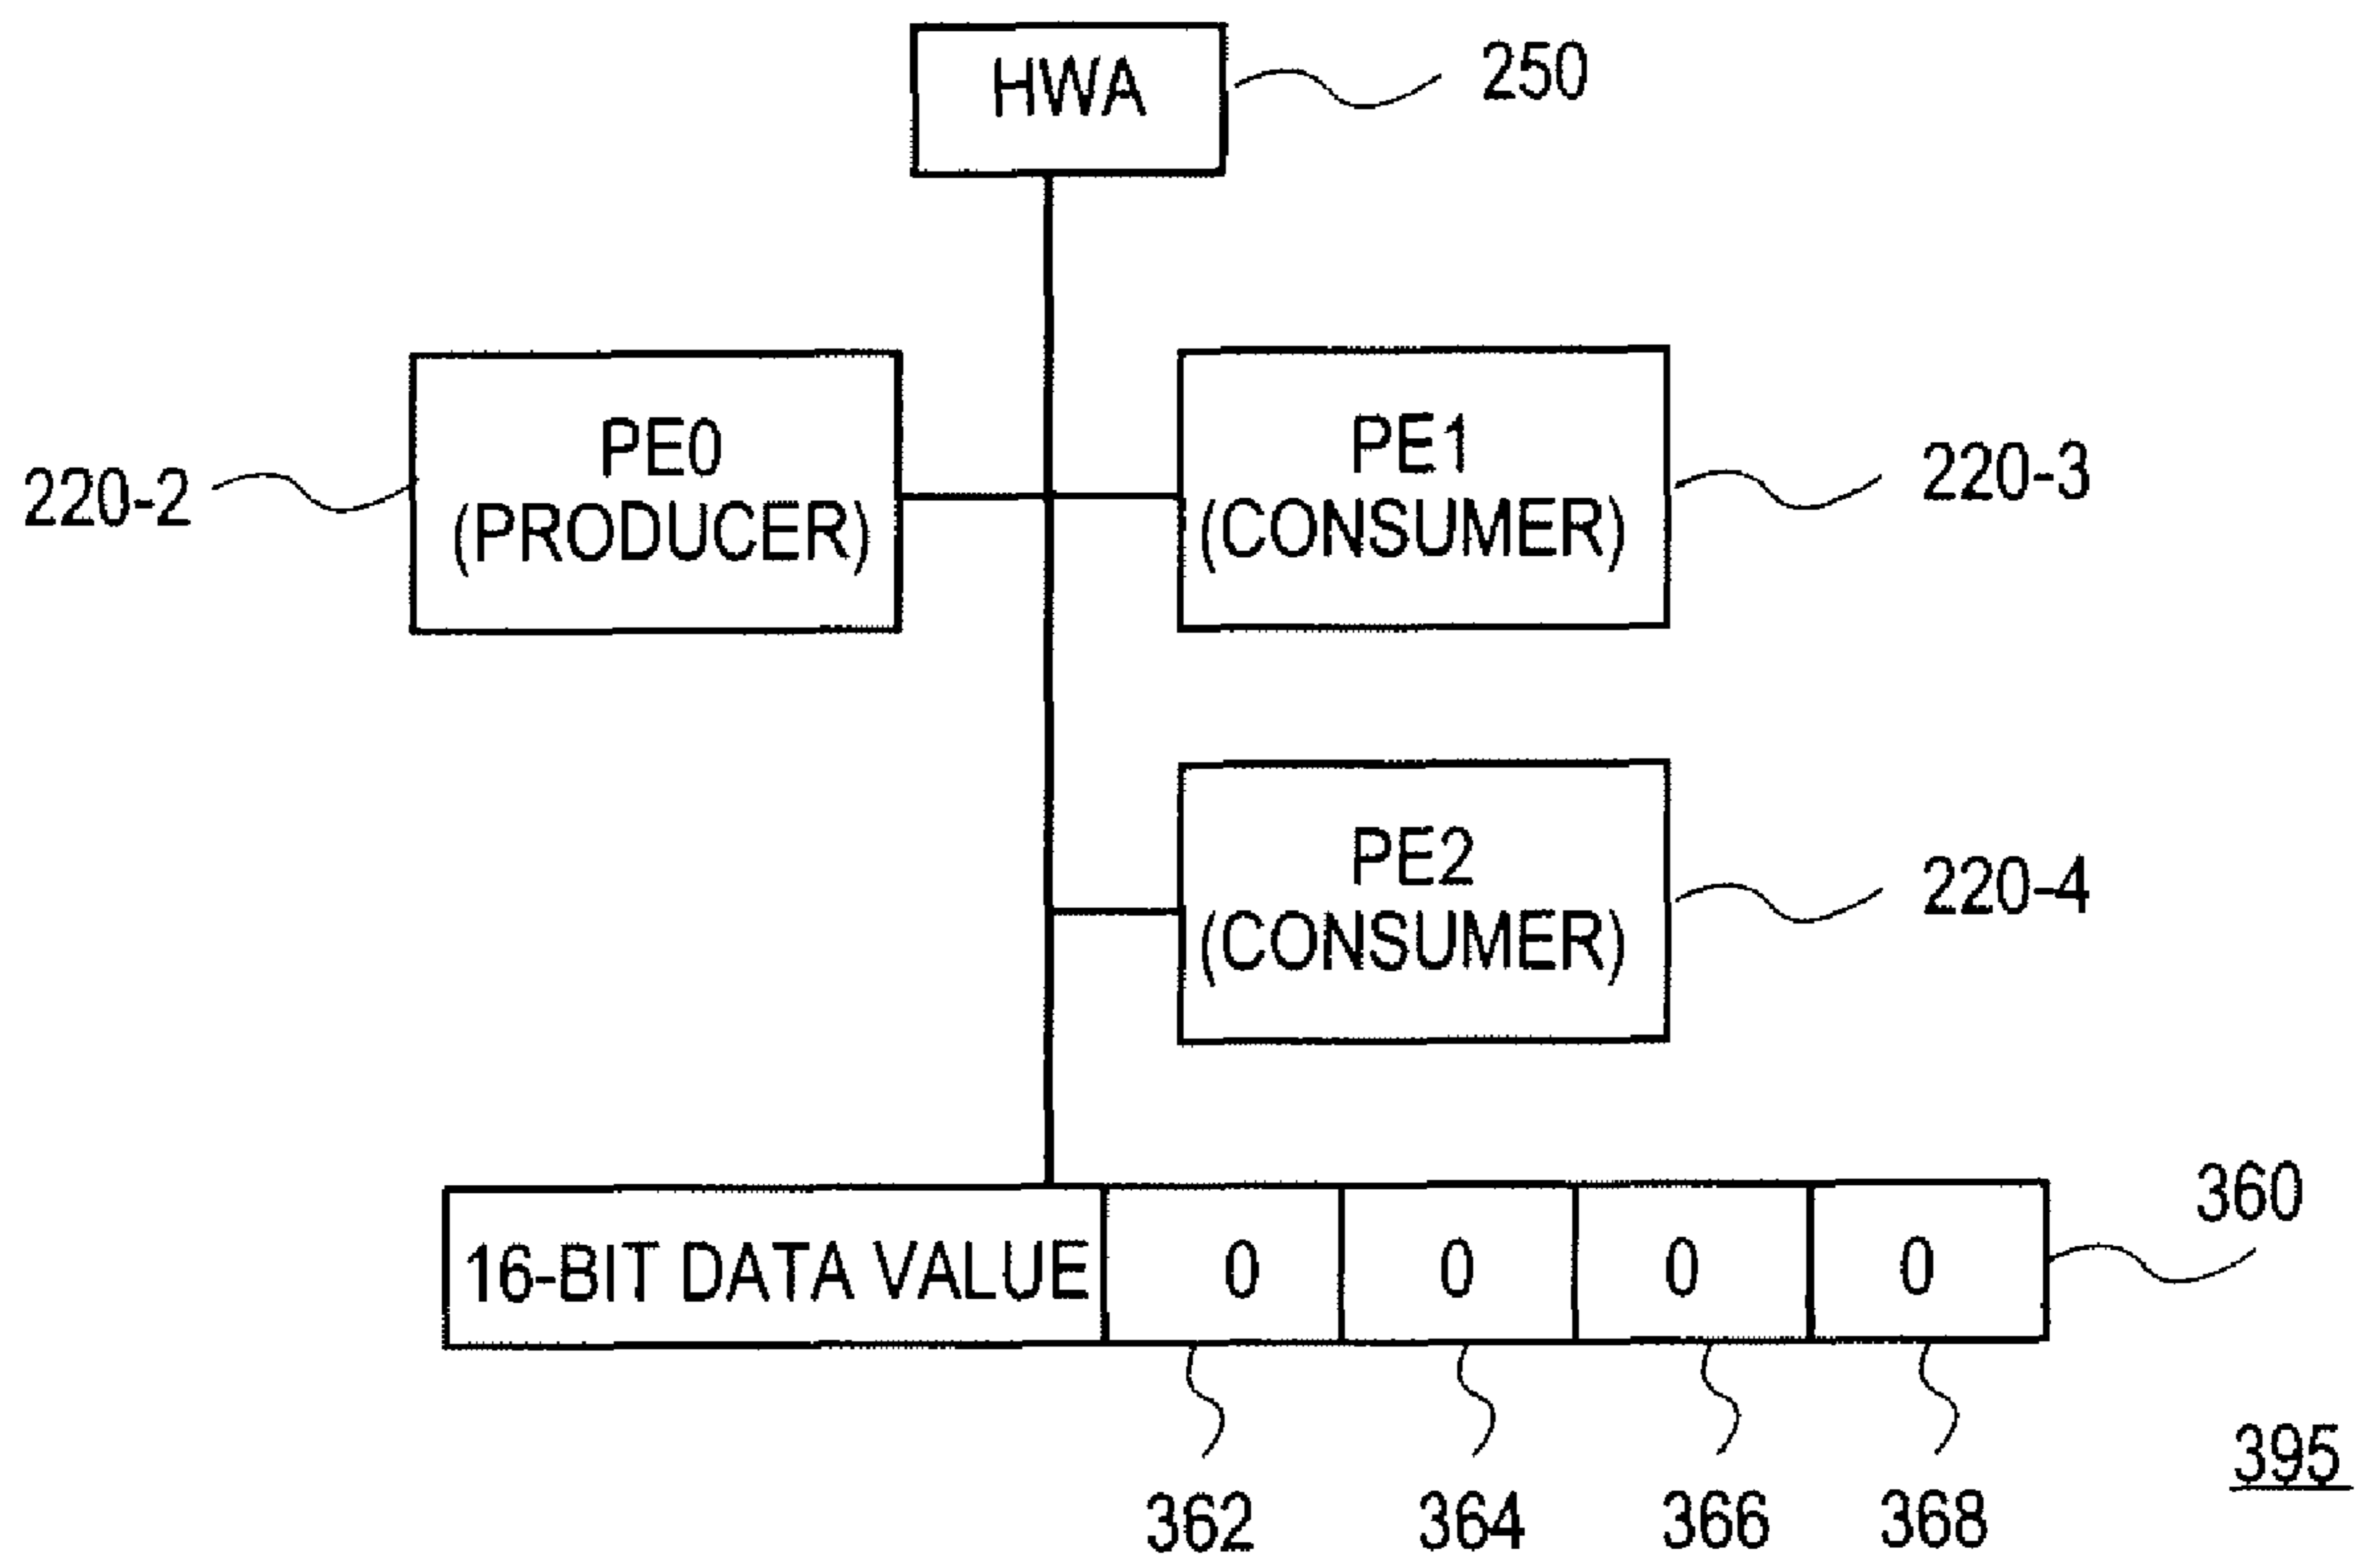 HWA
250
PE0
(PRODUCER)
220-2
PE1
(CONSUMER)
220-3
PE2
(CONSUMER)
220-4
16-BIT DATA VALUE 0 0 0 0
360
362 364 366 368
395